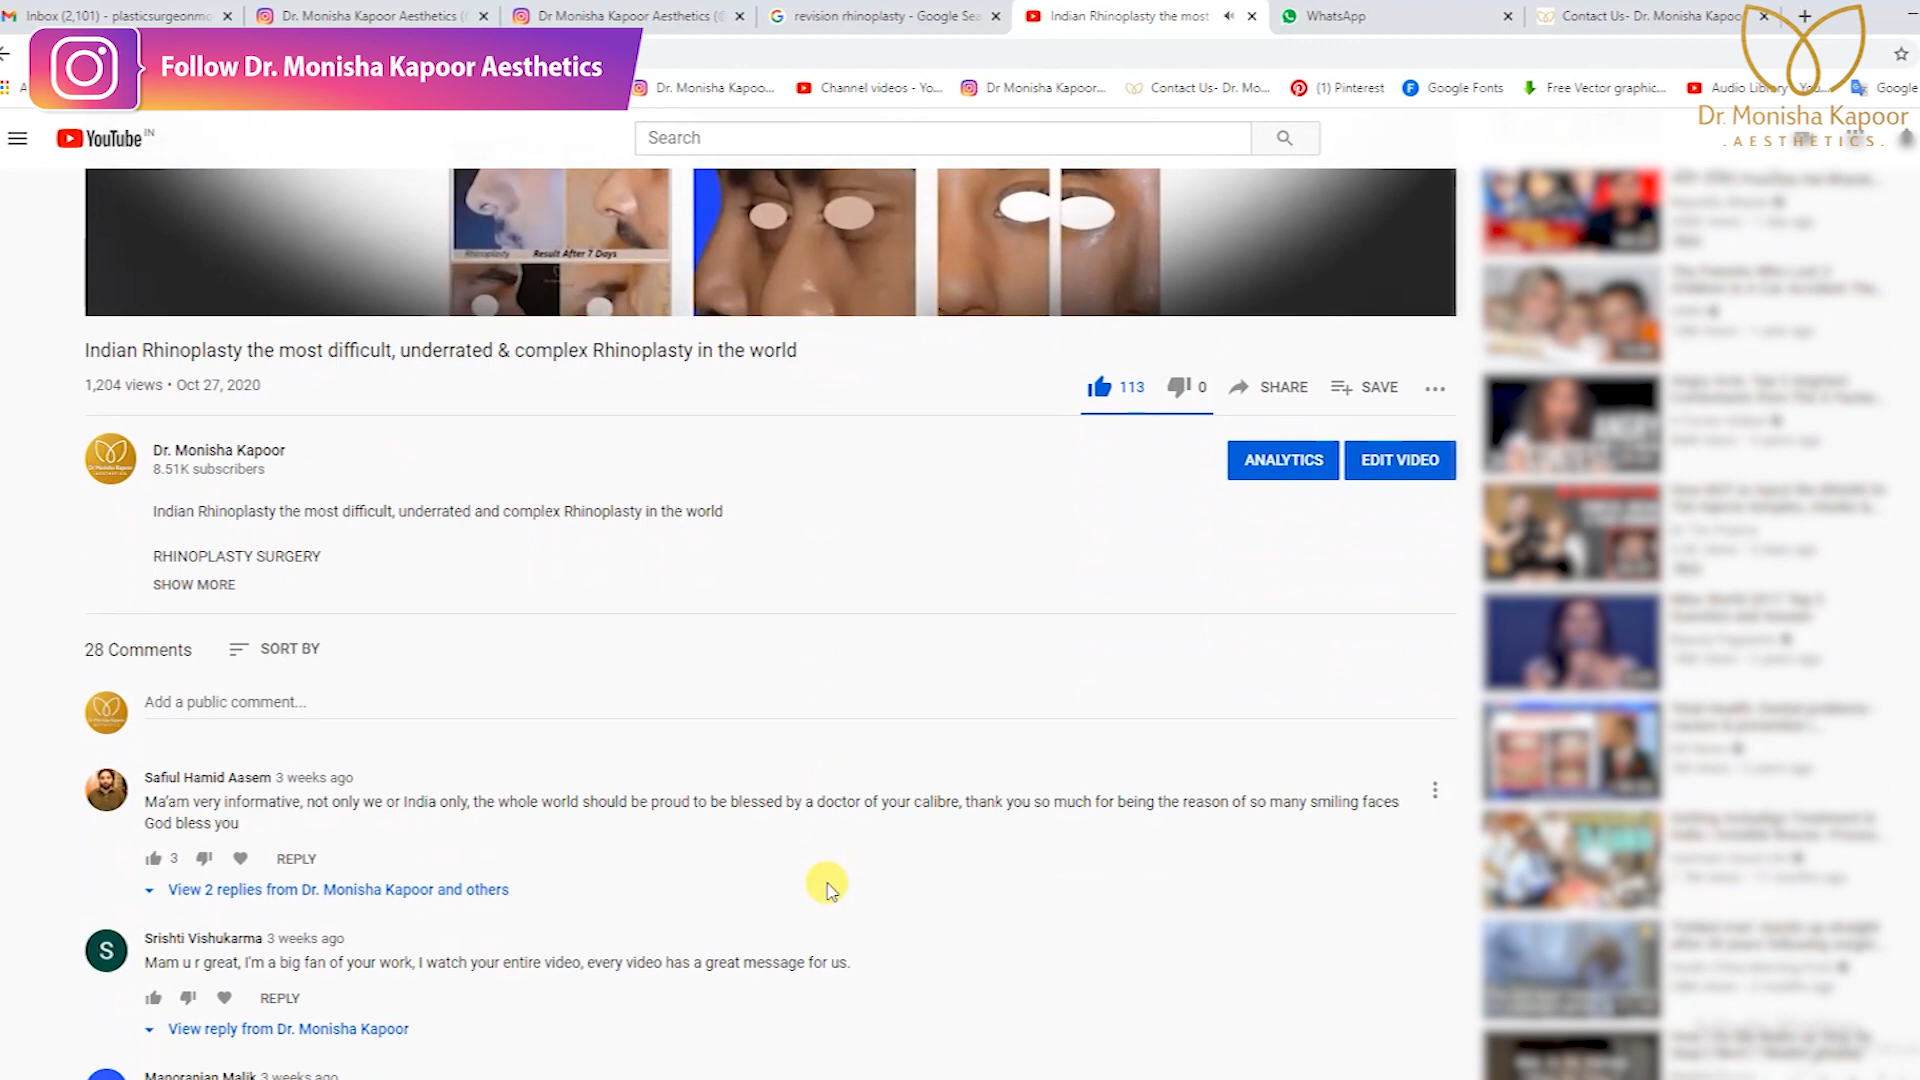 Inbox (2,101) - plasticsurgeonmo
Dr. Monisha Kapoor Aesthetics (
Dr Monisha Kapoor Aesthetics (
revision rhinoplasty - Google Sea
Indian Rhinoplasty the most
WhatsApp
Contact Us- Dr. Monisha Kapoo
Follow Dr. Monisha Kapoor Aesthetics
Dr. Monisha Kapoo...
Channel videos - Yo...
Dr Monisha Kapoor...
Contact Us- Dr. Mo...
(1) Pinterest
Google Fonts
Free Vector graphic...
Audio Library
Google
Dr. Monisha Kapoor
. AESTHETICS .
YouTube IN
Search
Rhinoplasty
Result After 7 Days
Indian Rhinoplasty the most difficult, underrated & complex Rhinoplasty in the world
1,204 views • Oct 27, 2020
113
0
SHARE
SAVE
Dr. Monisha Kapoor
8.51K subscribers
ANALYTICS
EDIT VIDEO
Indian Rhinoplasty the most difficult, underrated and complex Rhinoplasty in the world
RHINOPLASTY SURGERY
SHOW MORE
28 Comments
SORT BY
Add a public comment...
Safiul Hamid Aasem 3 weeks ago
Ma'am very informative, not only we or India only, the whole world should be proud to be blessed by a doctor of your calibre, thank you so much for being the reason of so many smiling faces
God bless you
3
REPLY
View 2 replies from Dr. Monisha Kapoor and others
S
Srishti Vishukarma 3 weeks ago
Mam u r great, I'm a big fan of your work, I watch your entire video, every video has a great message for us.
REPLY
View reply from Dr. Monisha Kapoor
Manoranjan Malik 3 weeks ago